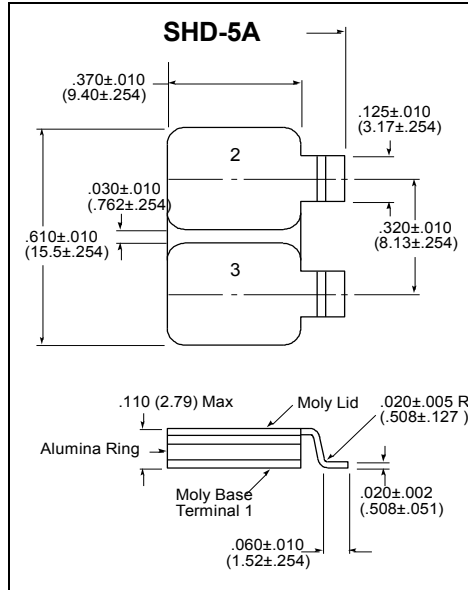 SHD-5A
.370±.010
(9.40±.254)
.125±.010
(3.17±.254)
2
.030±.010
(.762±.254)
.320±.010
(8.13±.254)
.610±.010
(15.5±.254)
3
.110 (2.79) Max
Moly Lid
.020±.005 R
(.508±.127 )
Alumina Ring
Moly Base
Terminal 1
.020±.002
(.508±.051)
.060±.010
(1.52±.254)